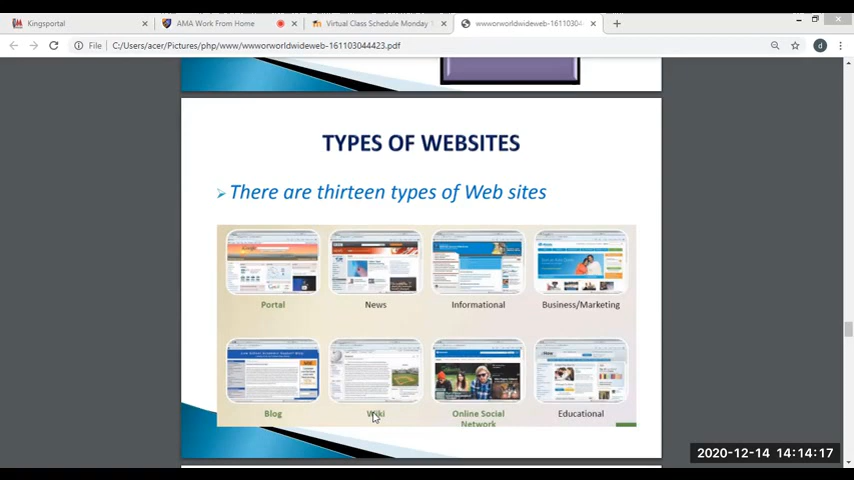 Kingsportal
AMA Work From Home
Virtual Class Schedule Monday
wwworworldwideweb-161103044
File
C:/Users/acer/Pictures/php/www/wwworworldwideweb-161103044423.pdf
d
TYPES OF WEBSITES
There are thirteen types of Web sites
Portal
News
Informational
Business/Marketing
Blog
Wiki
Online Social
Network
Educational
2020-12-14 14:14:17